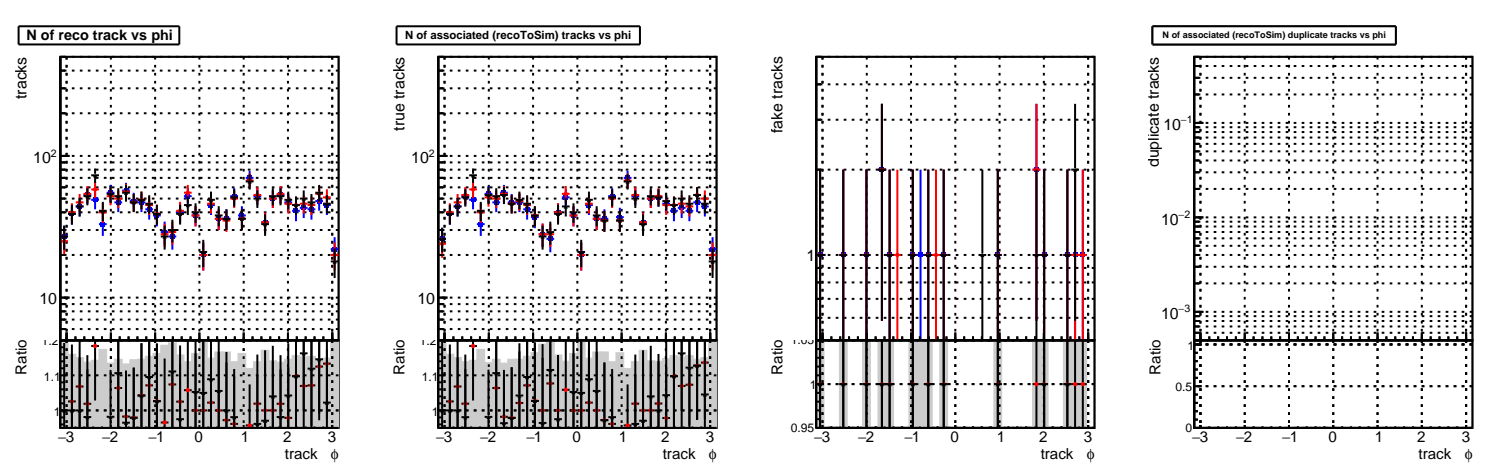 N of reco track vs phi
tracks
10²
10
Ratio
1.2
1.1
1
−3 −2 −1 0 1 2 3
track ϕ
N of associated (recoToSim) tracks vs phi
true tracks
10²
10
Ratio
1.2
1.1
1
−3 −2 −1 0 1 2 3
track ϕ
fake tracks
1
Ratio
1.05
1
0.95
−3 −2 −1 0 1 2 3
track ϕ
N of associated (recoToSim) duplicate tracks vs phi
duplicate tracks
10⁻¹
10⁻²
10⁻³
Ratio
1
0.5
0
−3 −2 −1 0 1 2 3
track ϕ